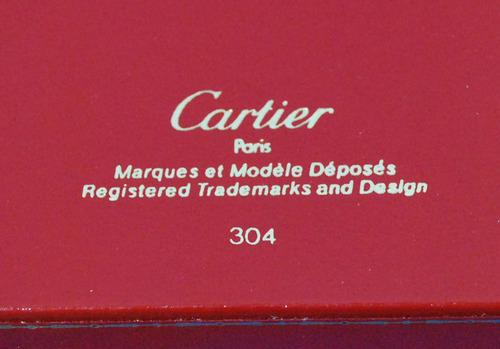 Cartier
Paris
Marques et Modèle Déposés
Registered Trademarks and Design
304